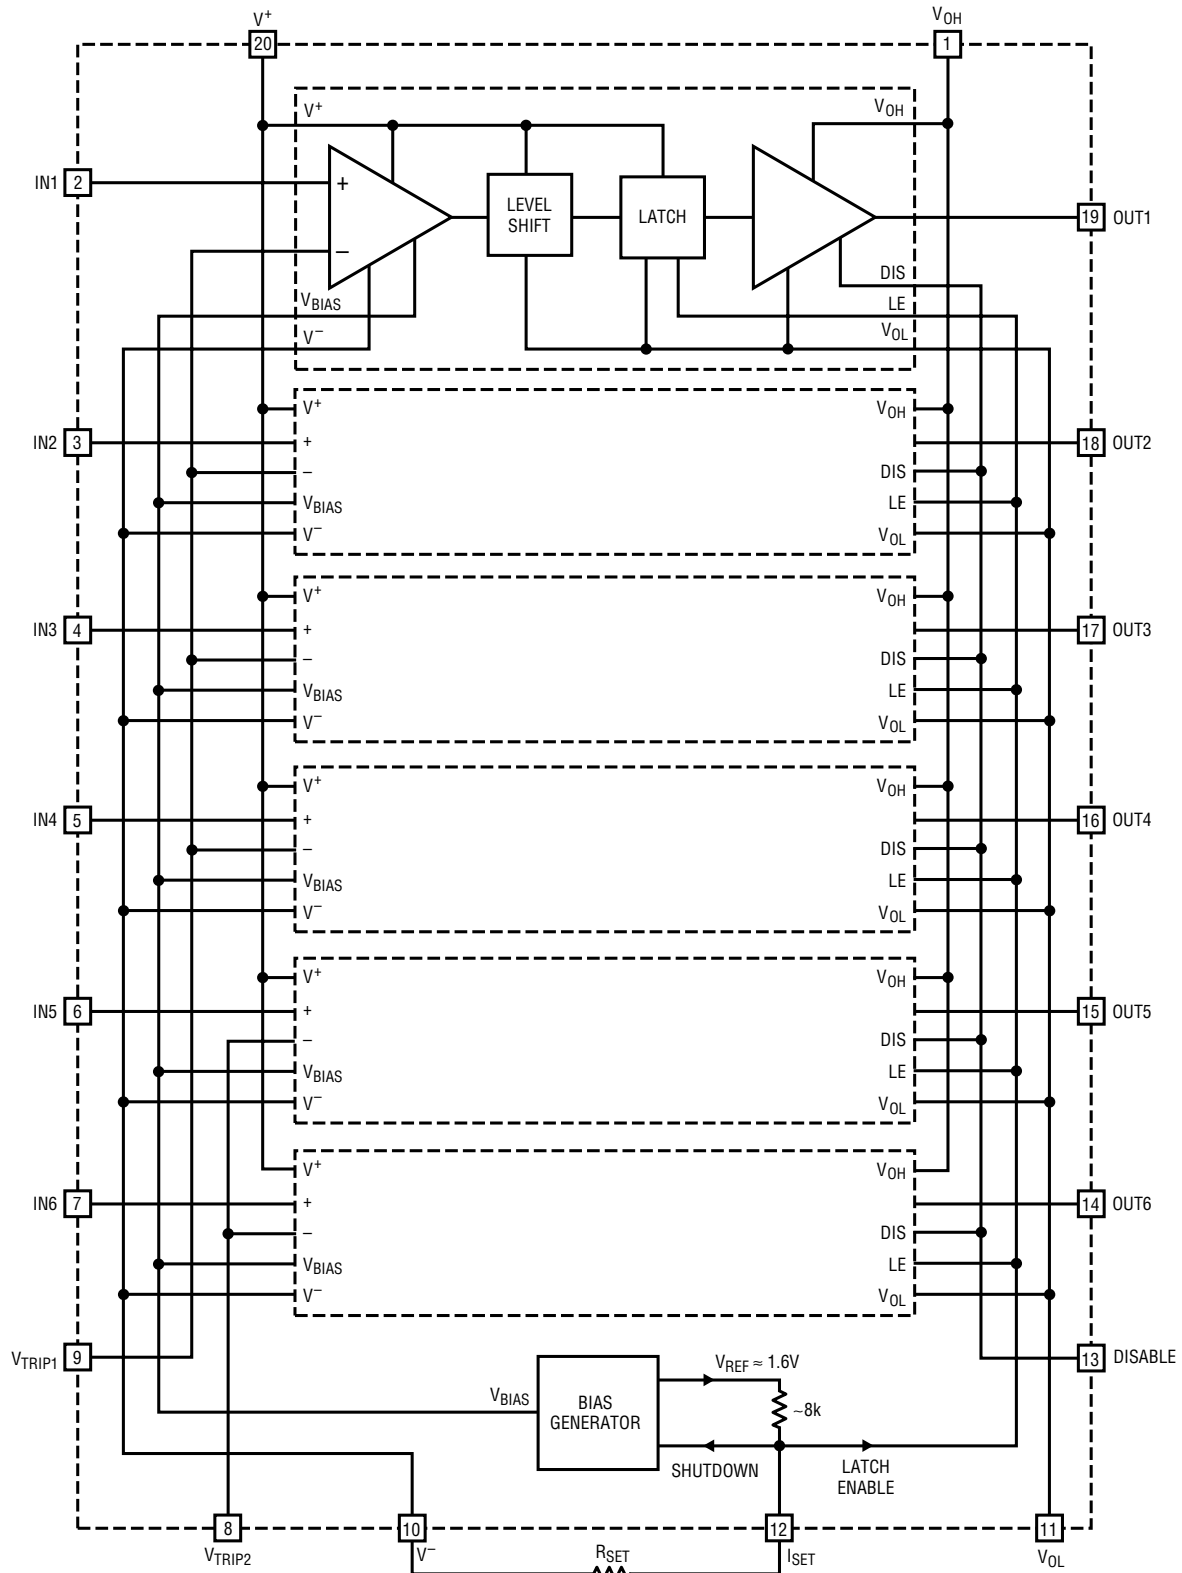 V+
VOH
20
1
V+
VOH
IN1 2
+
LEVEL
SHIFT
LATCH
19 OUT1
–
DIS
VBIAS
LE
V–
VOL
V+
VOH
IN2 3
+
18 OUT2
–
DIS
VBIAS
LE
V–
VOL
V+
VOH
IN3 4
+
17 OUT3
–
DIS
VBIAS
LE
V–
VOL
V+
VOH
IN4 5
+
16 OUT4
–
DIS
VBIAS
LE
V–
VOL
V+
VOH
IN5 6
+
15 OUT5
–
DIS
VBIAS
LE
V–
VOL
V+
VOH
IN6 7
+
14 OUT6
–
DIS
VBIAS
LE
V–
VOL
VTRIP1 9
13 DISABLE
VREF ≈ 1.6V
VBIAS
BIAS
GENERATOR
~8k
SHUTDOWN
LATCH
ENABLE
8
10
12
11
VTRIP2
V–
RSET
ISET
VOL